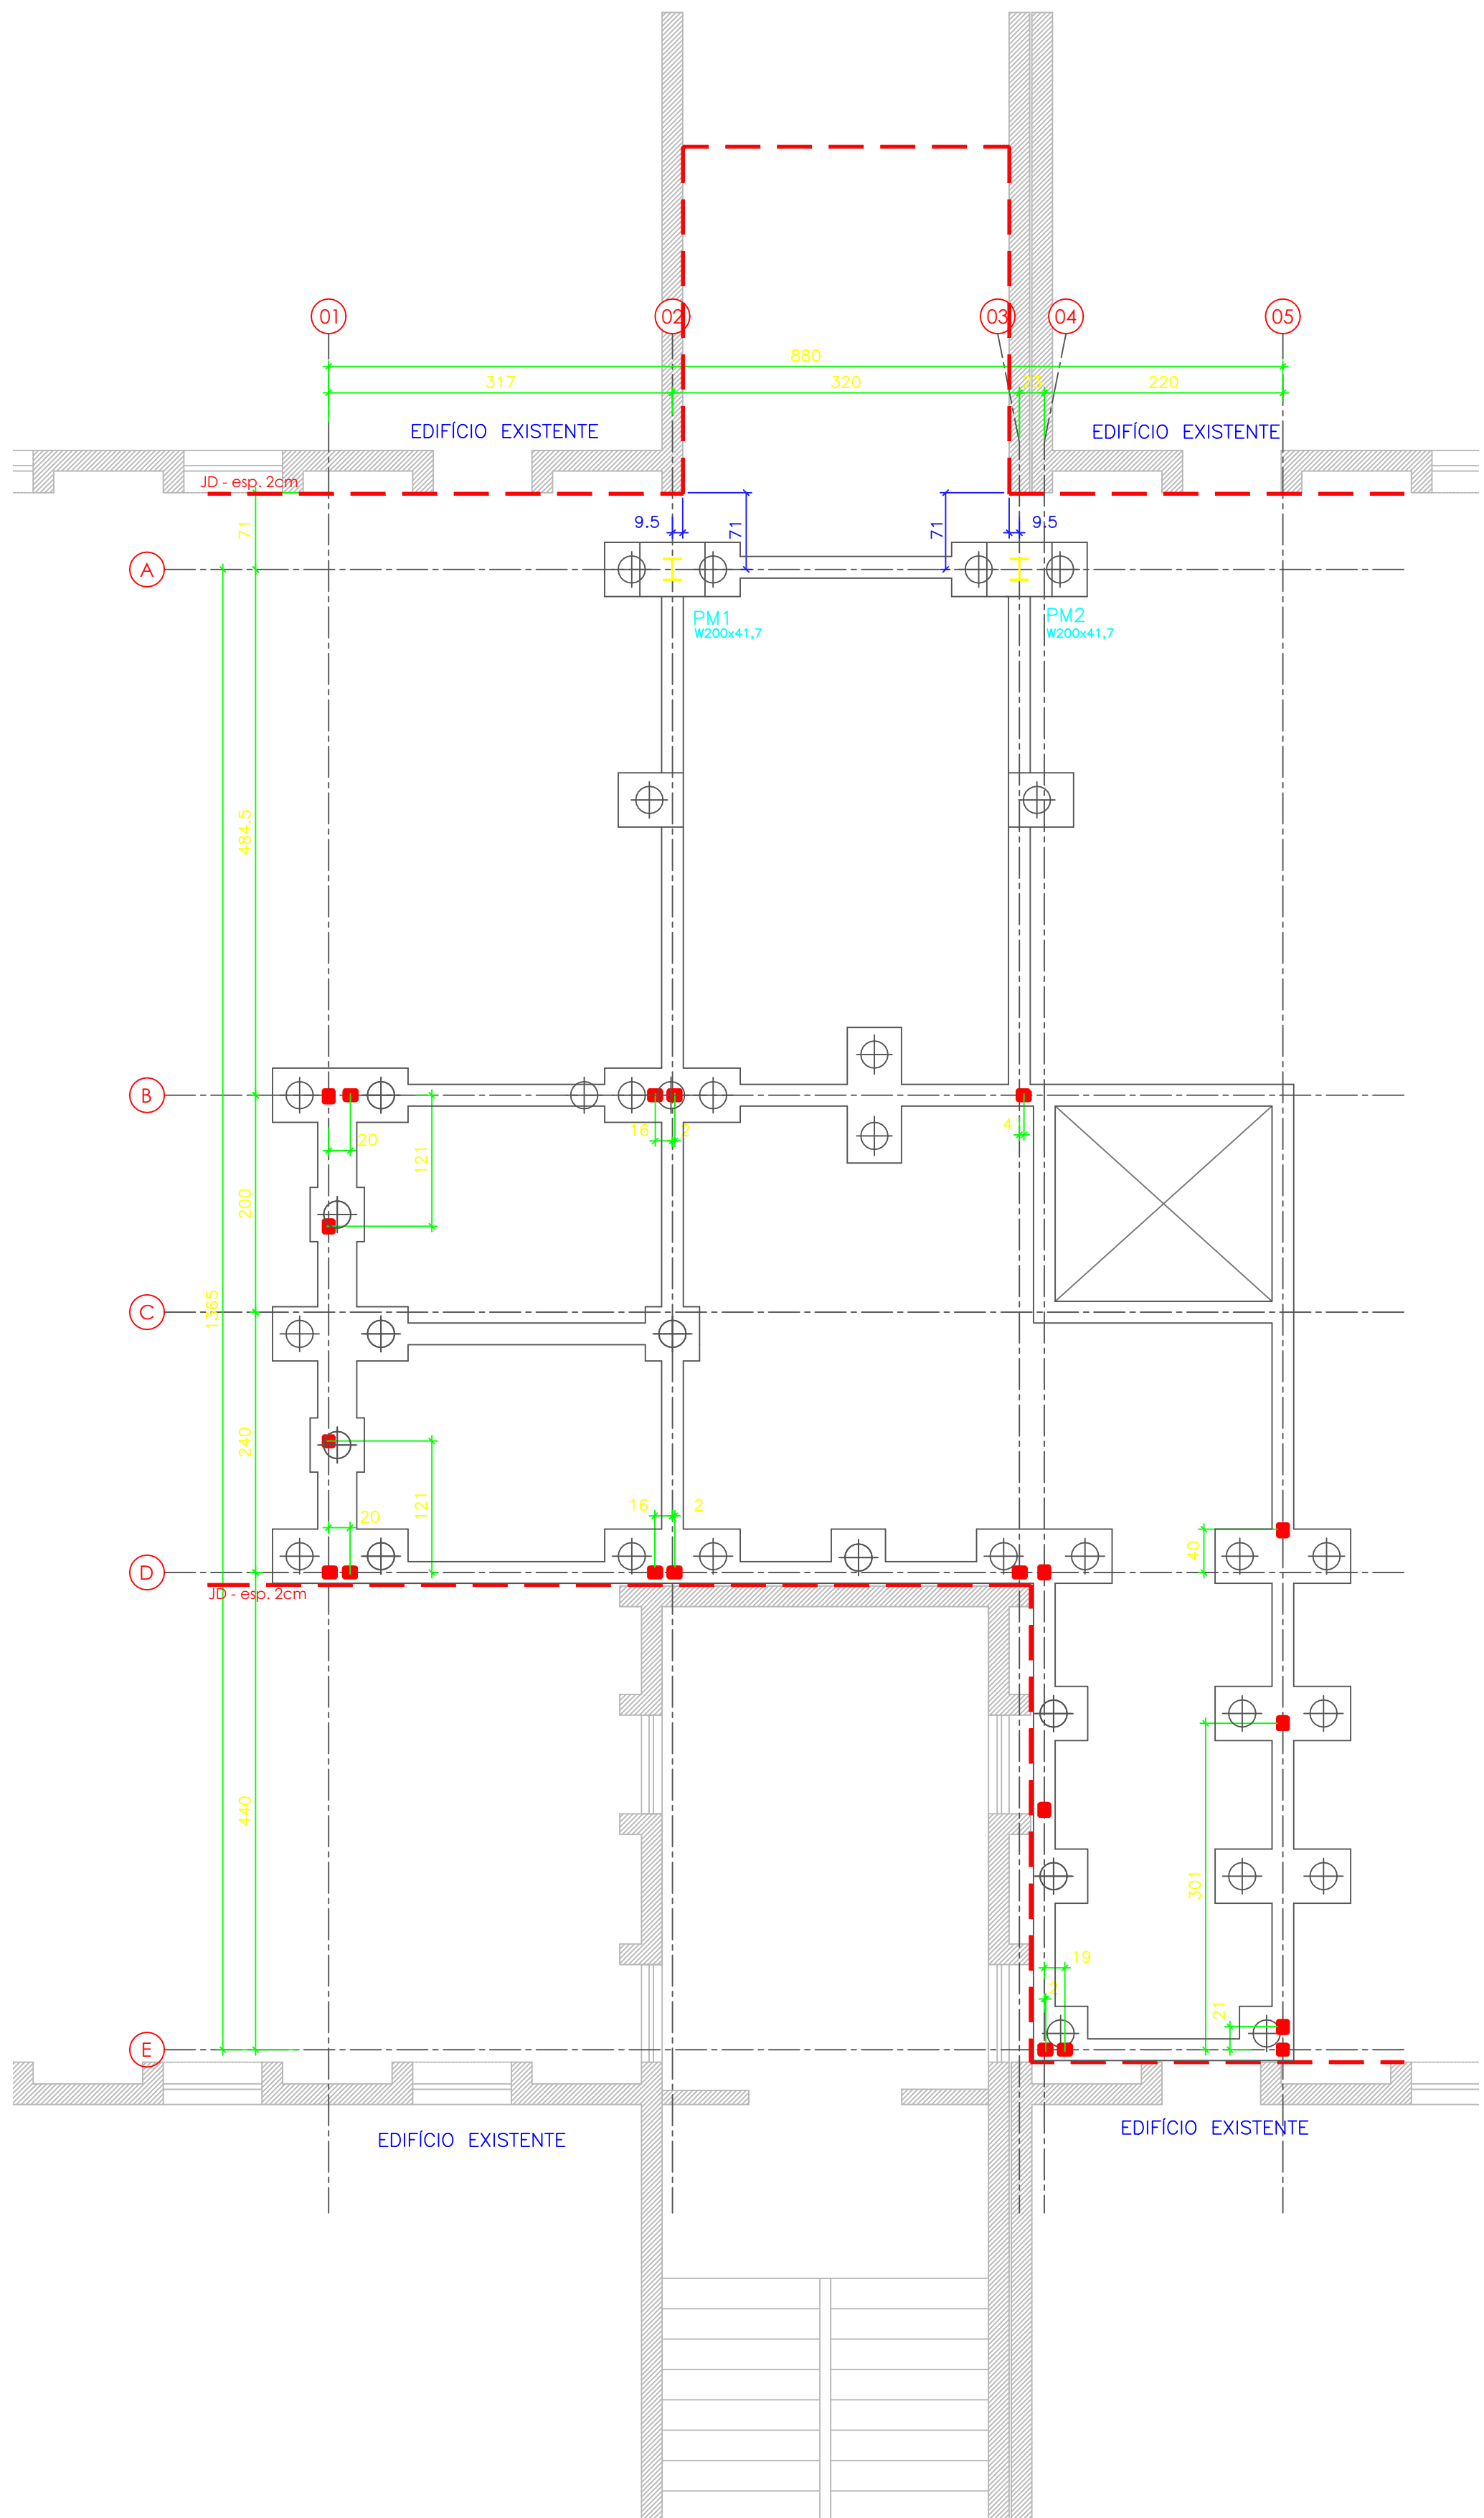 01
02
03
04
05
880
317
320
23
220
EDIFÍCIO EXISTENTE
EDIFÍCIO EXISTENTE
JD - esp. 2cm
71
9.5
71
71
9.5
A
PM1
W200x41,7
PM2
W200x41,7
484.5
B
20
121
16
2
4
200
1365
C
240
121
20
16
2
40
D
JD - esp. 2cm
440
301
19
2
21
E
EDIFÍCIO EXISTENTE
EDIFÍCIO EXISTENTE